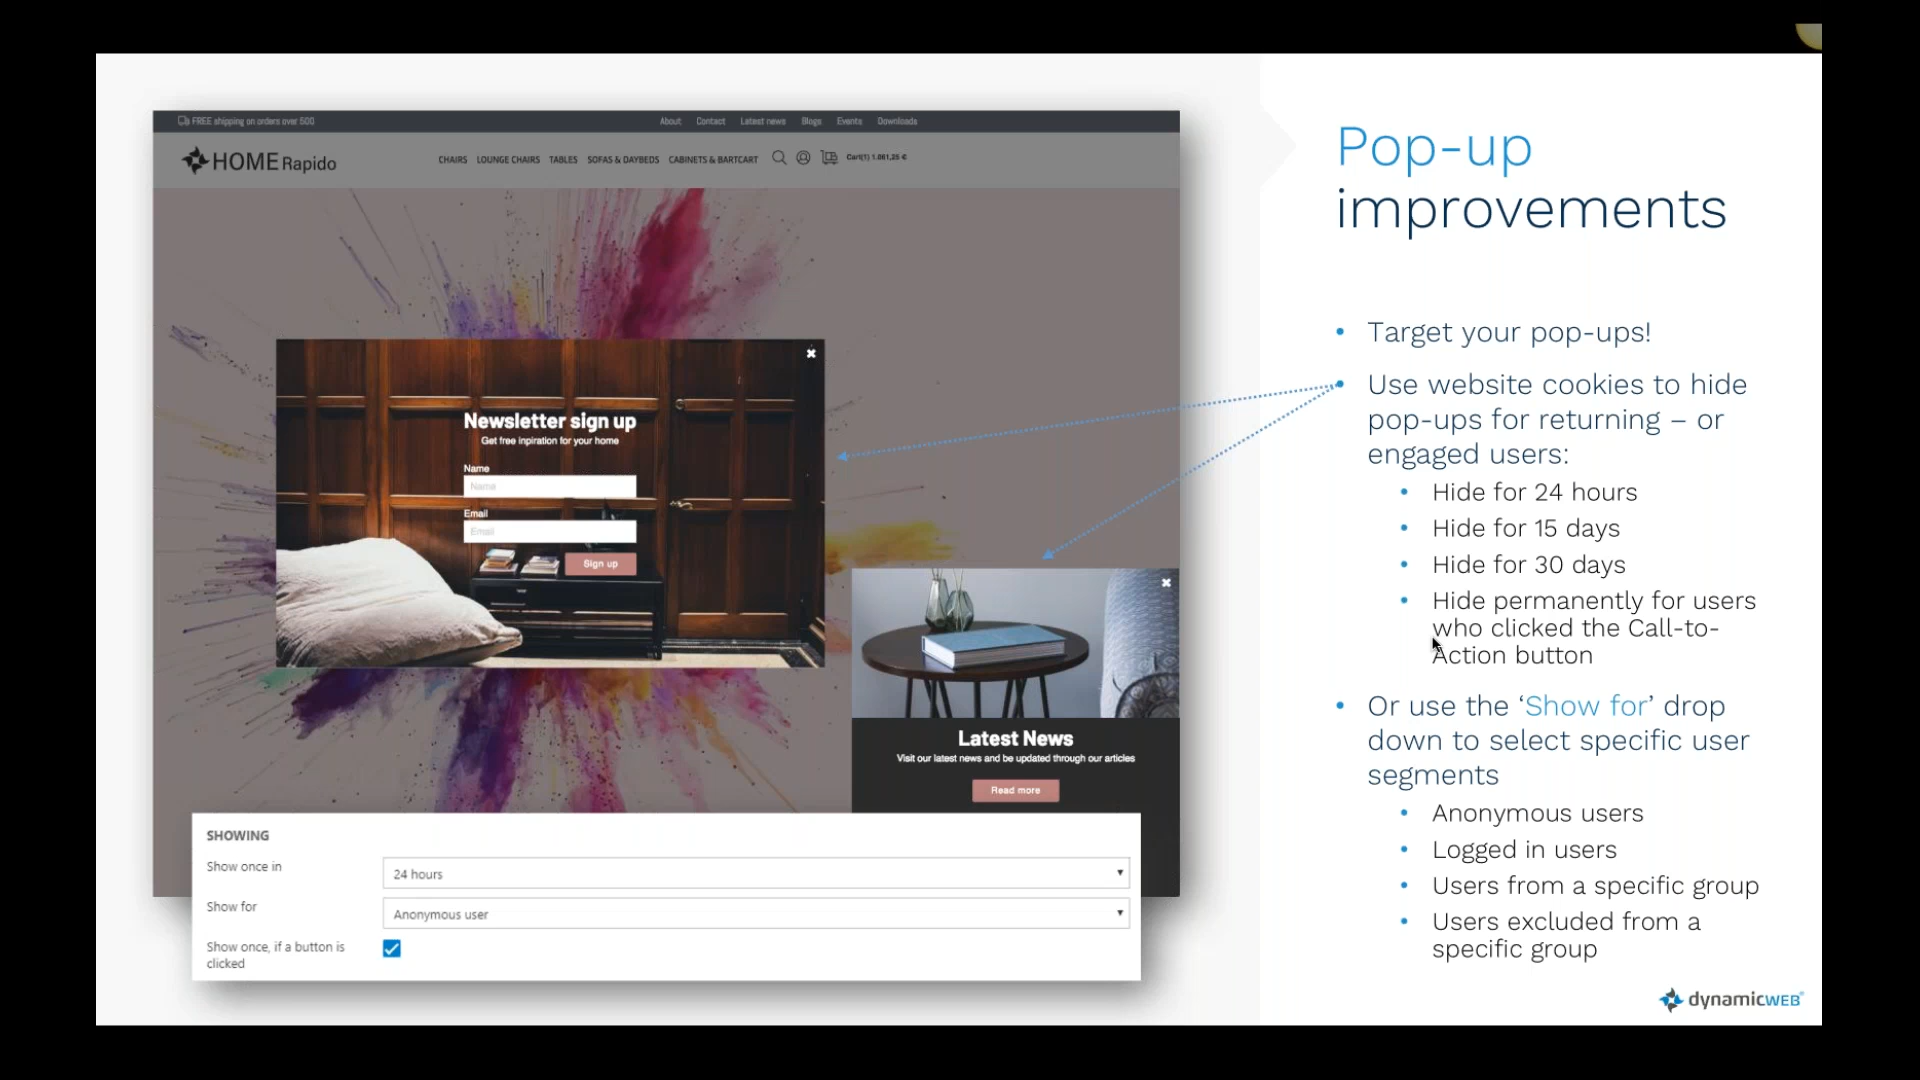 FREE shipping on orders over 500
About Contact Latest news Blogs Events Downloads
HOME Rapido
CHAIRS LOUNGE CHAIRS TABLES SOFAS & DAYBEDS CABINETS & BARTCART
Cart(1) 1.061,25 €
Newsletter sign up
Get free inpiration for your home
Name
Name
Email
Email
Sign up
Latest News
Visit our latest news and be updated through our articles
Read more
SHOWING
Show once in
24 hours
Show for
Anonymous user
Show once, if a button is
clicked
Pop-up
improvements
• Target your pop-ups!
• Use website cookies to hide
pop-ups for returning – or
engaged users:
• Hide for 24 hours
• Hide for 15 days
• Hide for 30 days
• Hide permanently for users
who clicked the Call-to-
Action button
• Or use the ‘Show for’ drop
down to select specific user
segments
• Anonymous users
• Logged in users
• Users from a specific group
• Users excluded from a
specific group
dynamicWEB